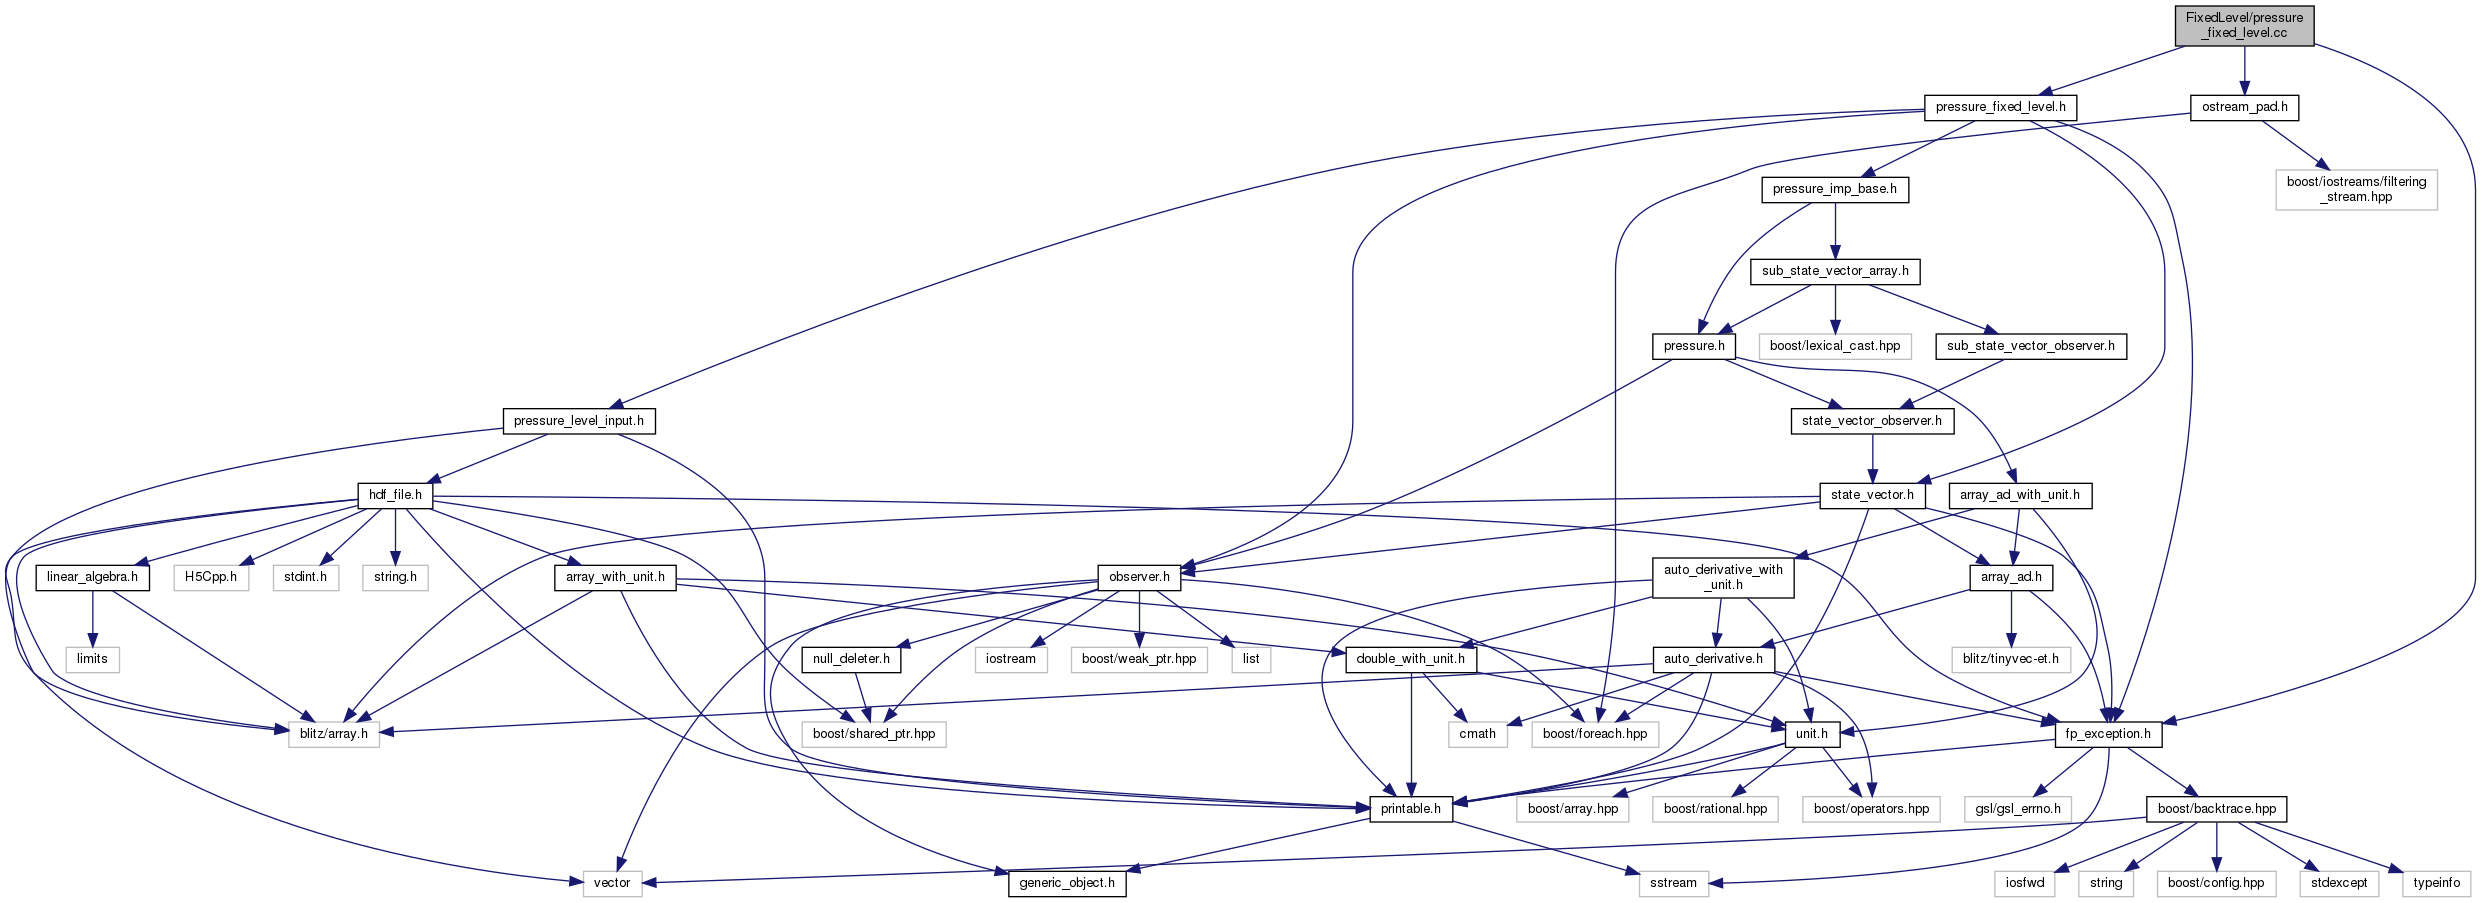 FixedLevel/pressure
_fixed_level.cc
pressure_fixed_level.h
ostream_pad.h
pressure_imp_base.h
boost/iostreams/filtering
_stream.hpp
sub_state_vector_array.h
pressure.h
boost/lexical_cast.hpp
sub_state_vector_observer.h
pressure_level_input.h
state_vector_observer.h
hdf_file.h
state_vector.h
array_ad_with_unit.h
linear_algebra.h
H5Cpp.h
stdint.h
string.h
array_with_unit.h
observer.h
auto_derivative_with
_unit.h
array_ad.h
limits
null_deleter.h
iostream
boost/weak_ptr.hpp
list
double_with_unit.h
auto_derivative.h
blitz/tinyvec-et.h
blitz/array.h
boost/shared_ptr.hpp
cmath
boost/foreach.hpp
unit.h
fp_exception.h
printable.h
boost/array.hpp
boost/rational.hpp
boost/operators.hpp
gsl/gsl_errno.h
boost/backtrace.hpp
vector
generic_object.h
sstream
iosfwd
string
boost/config.hpp
stdexcept
typeinfo